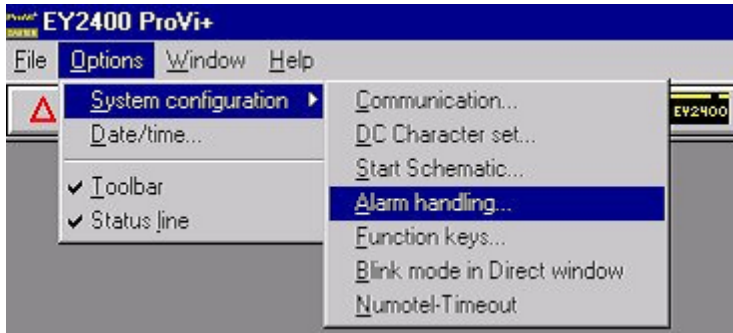 EY2400 ProVi+
File Options Window Help
System configuration
Date/time...
Toolbar
Status line
Communication...
DC Character set...
Start Schematic...
Alarm handling...
Function keys...
Blink mode in Direct window
Numotel-Timeout
EY2400